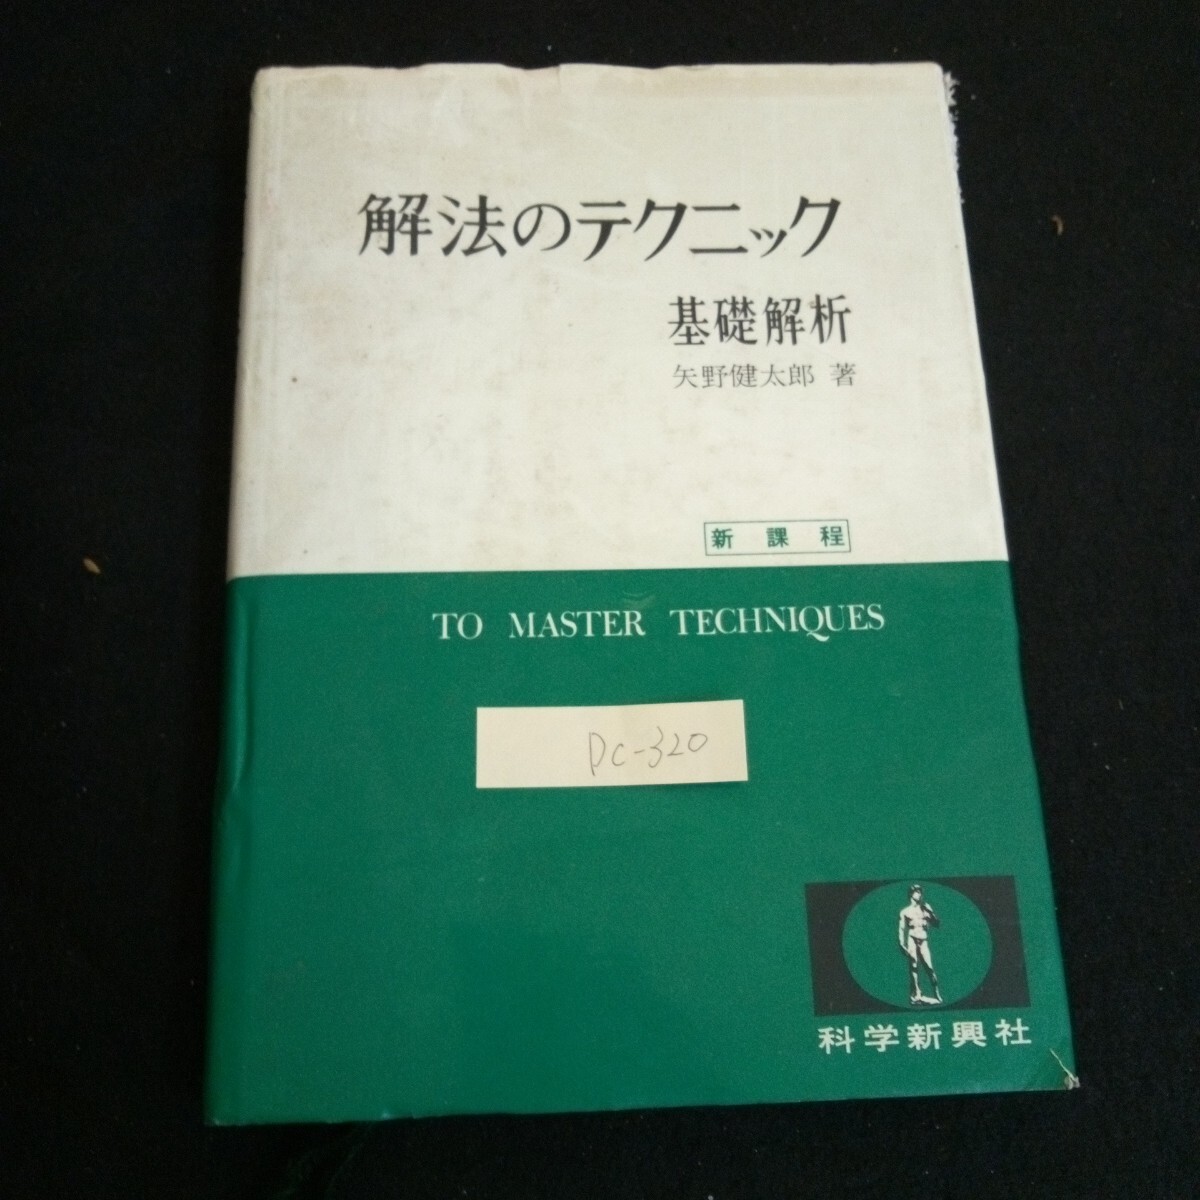 解法のテクニック
基礎解析
矢野健太郎 著
新課程
TO MASTER TECHNIQUES
DC-320
科学新興社